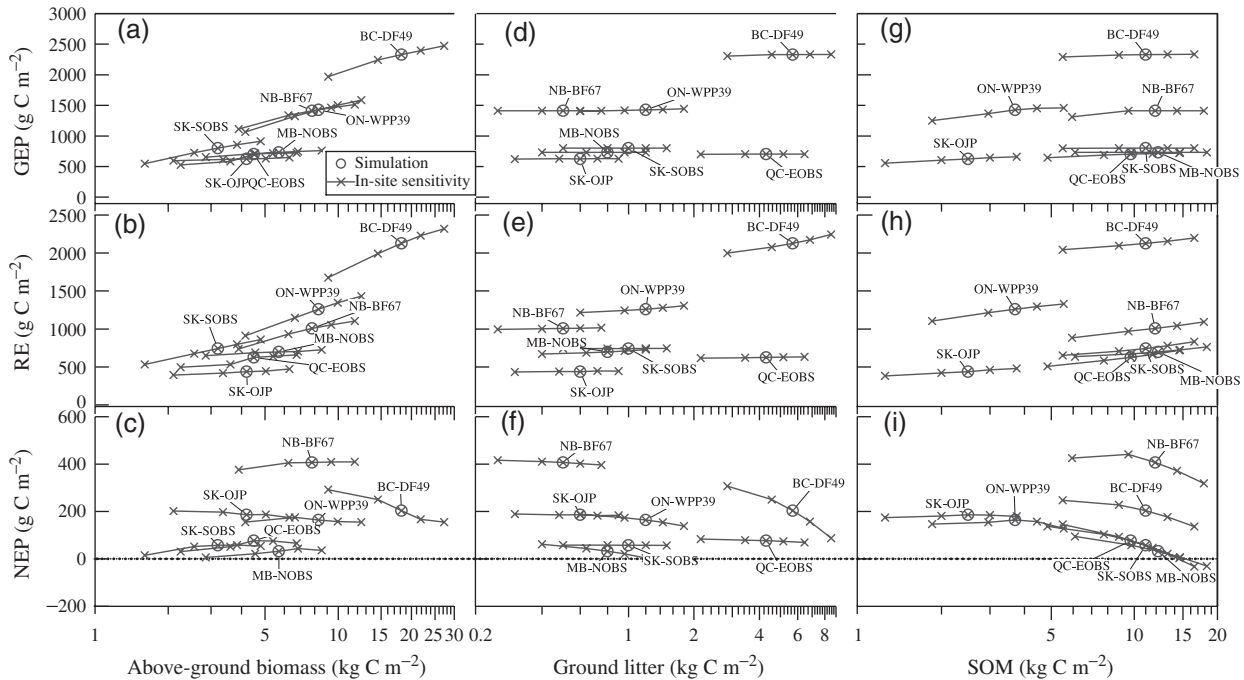 (a)
(d)
(g)
GEP (g C m−2)
3000
2500
2000
1500
1000
500
0
BC-DF49
NB-BF67
ON-WPP39
SK-SOBS
MB-NOBS
SK-OJP
QC-EOBS
Simulation
In-site sensitivity
BC-DF49
NB-BF67
ON-WPP39
MB-NOBS
SK-OJP
SK-SOBS
QC-EOBS
BC-DF49
ON-WPP39
NB-BF67
SK-OJP
QC-EOBS
SK-SOBS
MB-NOBS
(b)
(e)
(h)
RE (g C m−2)
2500
2000
1500
1000
500
0
BC-DF49
ON-WPP39
NB-BF67
SK-SOBS
MB-NOBS
QC-EOBS
SK-OJP
BC-DF49
ON-WPP39
NB-BF67
MB-NOBS
SK-SOBS
QC-EOBS
SK-OJP
BC-DF49
ON-WPP39
NB-BF67
SK-OJP
QC-EOBS
SK-SOBS
MB-NOBS
(c)
(f)
(i)
NEP (g C m−2)
600
400
200
0
−200
NB-BF67
BC-DF49
SK-OJP
ON-WPP39
SK-SOBS
QC-EOBS
MB-NOBS
NB-BF67
BC-DF49
SK-OJP
ON-WPP39
SK-SOBS
MB-NOBS
QC-EOBS
NB-BF67
BC-DF49
ON-WPP39
SK-OJP
QC-EOBS
SK-SOBS
MB-NOBS
1 5 10 15 20 25 30
0.2 1 2 4 6 8
1 5 10 15 20
Above-ground biomass (kg C m−2)
Ground litter (kg C m−2)
SOM (kg C m−2)